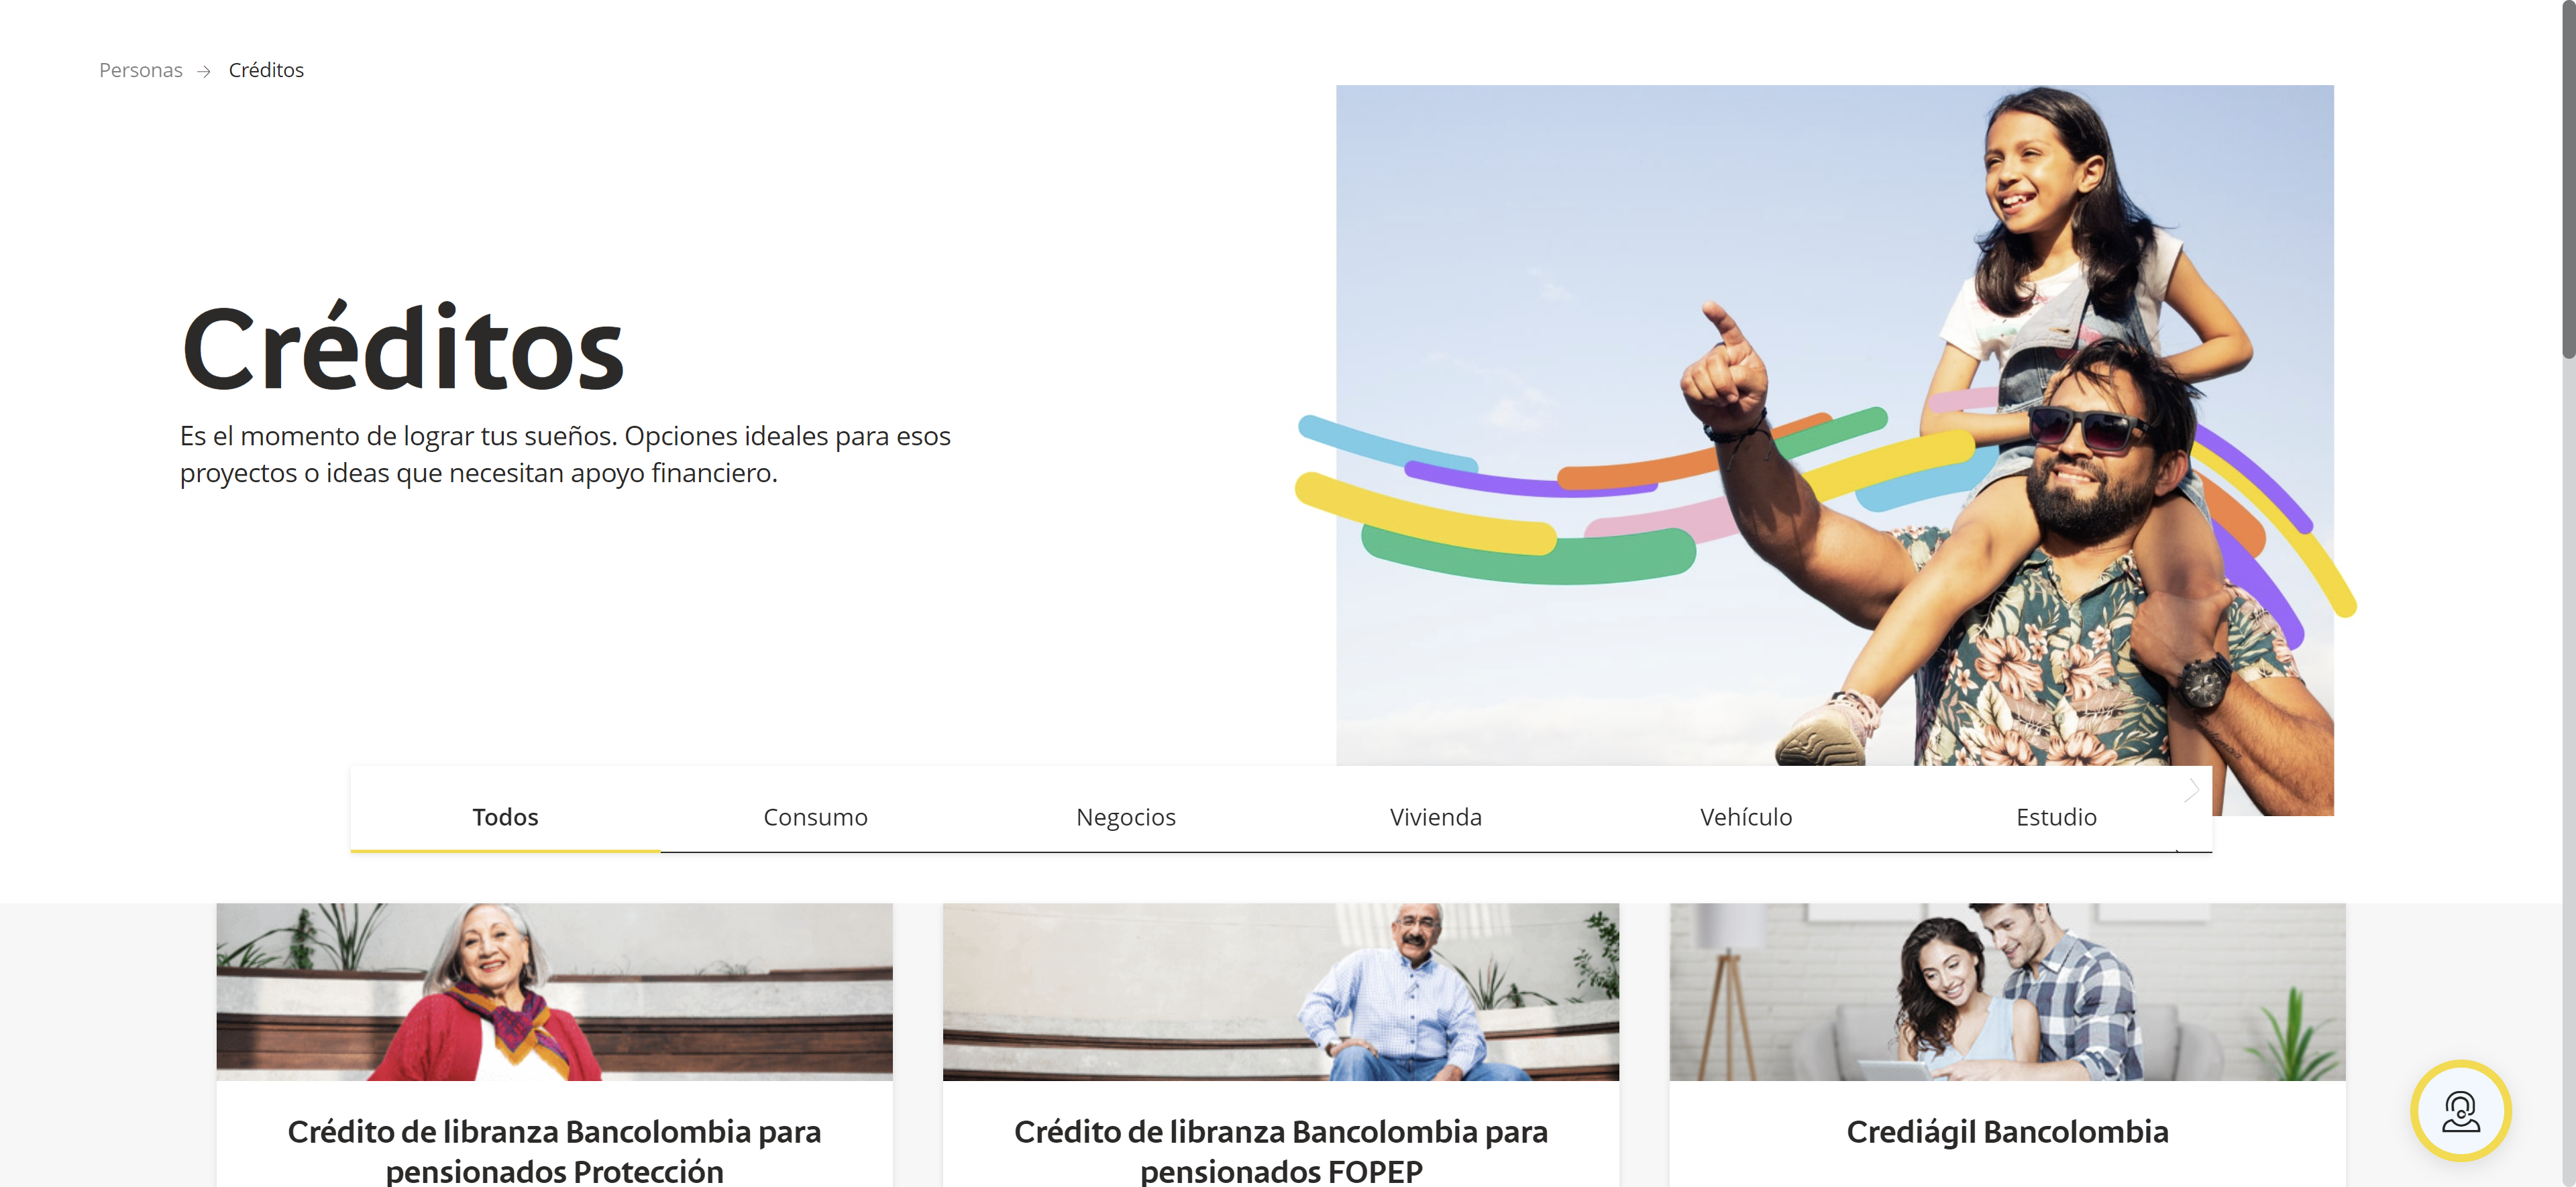 Personas → Créditos
Créditos
Es el momento de lograr tus sueños. Opciones ideales para esos
proyectos o ideas que necesitan apoyo financiero.
Todos
Consumo
Negocios
Vivienda
Vehículo
Estudio
Crédito de libranza Bancolombia para
pensionados Protección
Crédito de libranza Bancolombia para
pensionados FOPEP
Crediágil Bancolombia